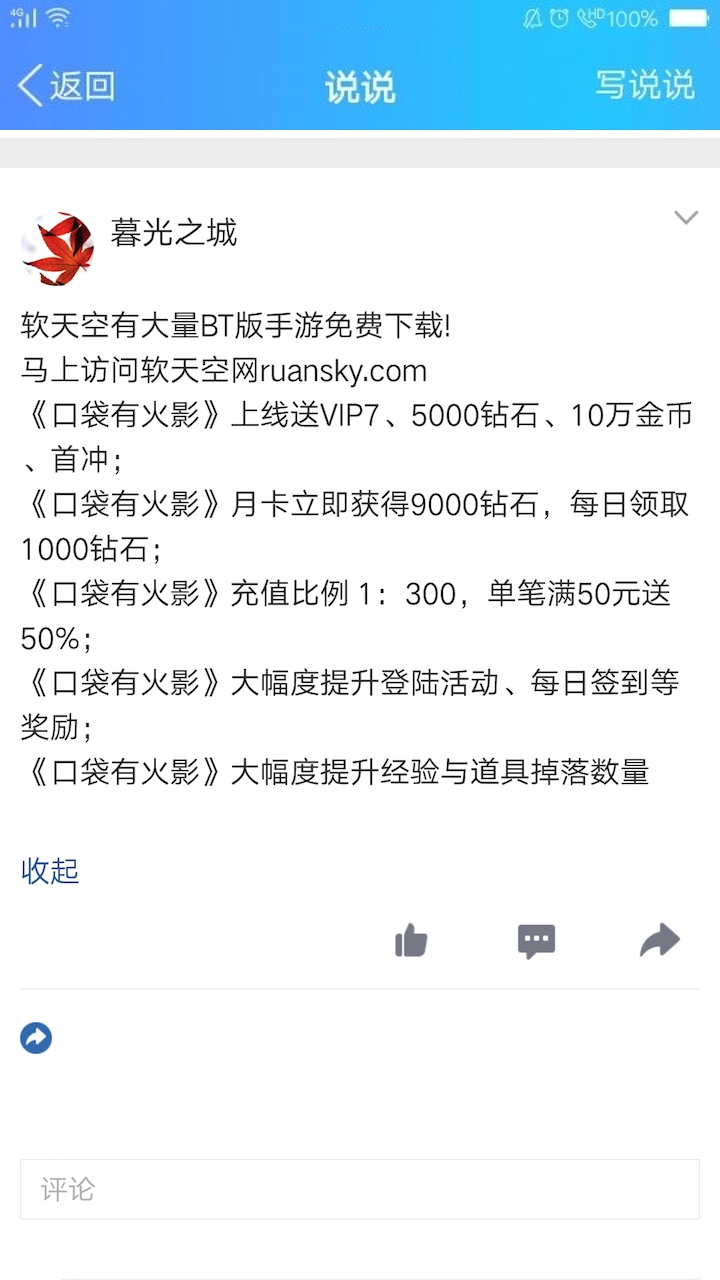 4G HD 100%
返回 说说 写说说
暮光之城
软天空有大量BT版手游免费下载!
马上访问软天空网ruansky.com
《口袋有火影》上线送VIP7、5000钻石、10万金币
、首冲；
《口袋有火影》月卡立即获得9000钻石，每日领取
1000钻石；
《口袋有火影》充值比例 1：300，单笔满50元送
50%；
《口袋有火影》大幅度提升登陆活动、每日签到等
奖励；
《口袋有火影》大幅度提升经验与道具掉落数量
收起
评论